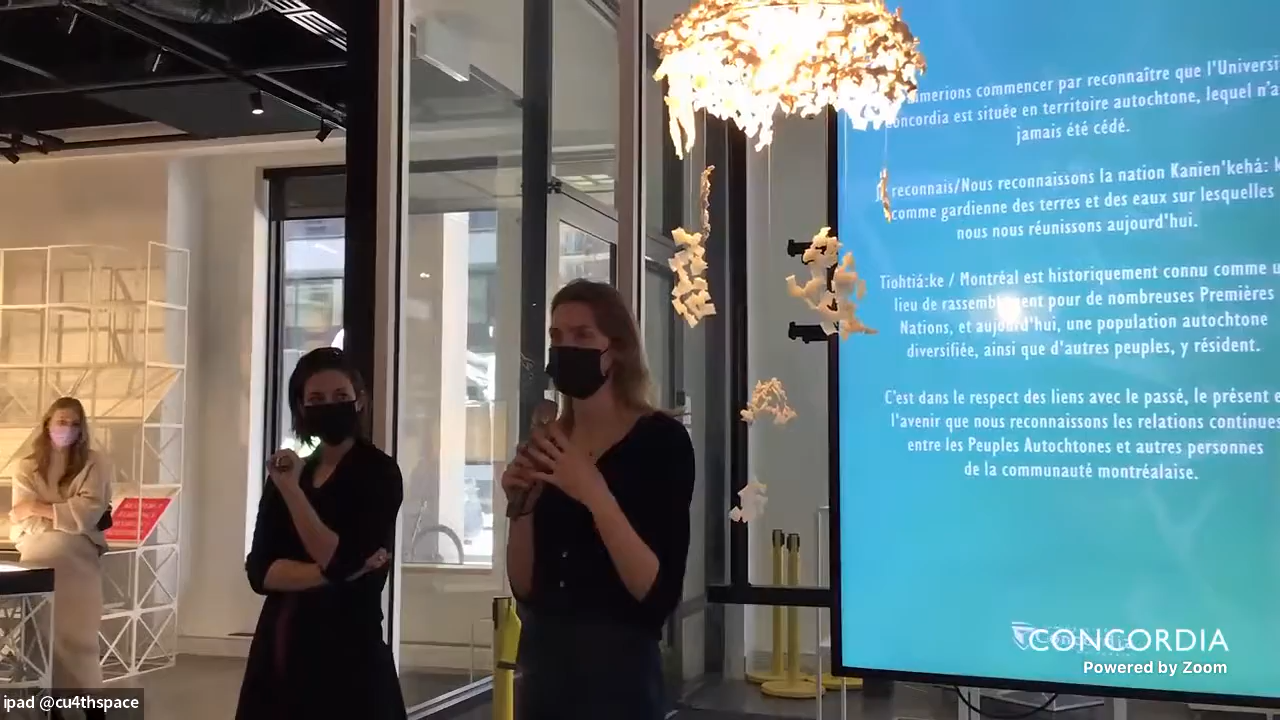 commencer par reconnaître que l'Universi
oncordia est située en territoire autochtone, lequel n'a
jamais été cédé.
reconnais/Nous reconnaissons la nation Kanien'kehá: k
comme gardienne des terres et des eaux sur lesquelles
nous nous réunissons aujourd'hui.
Tiohtiá:ke / Montréal est historiquement connu comme u
lieu de pour de nombreuses Premières
Nations, et aujourd'hui, une population autochtone
diversifiée, ainsi que d'autres peuples, y résident.
C'est dans le respect des liens avec le passé, le présent e
l'avenir que nous reconnaissons les relations continues
entre les Peuples Autochtones et autres personnes
de la communauté montréalaise.
CONCORDIA
Powered by Zoom
ipad @cu4thspace